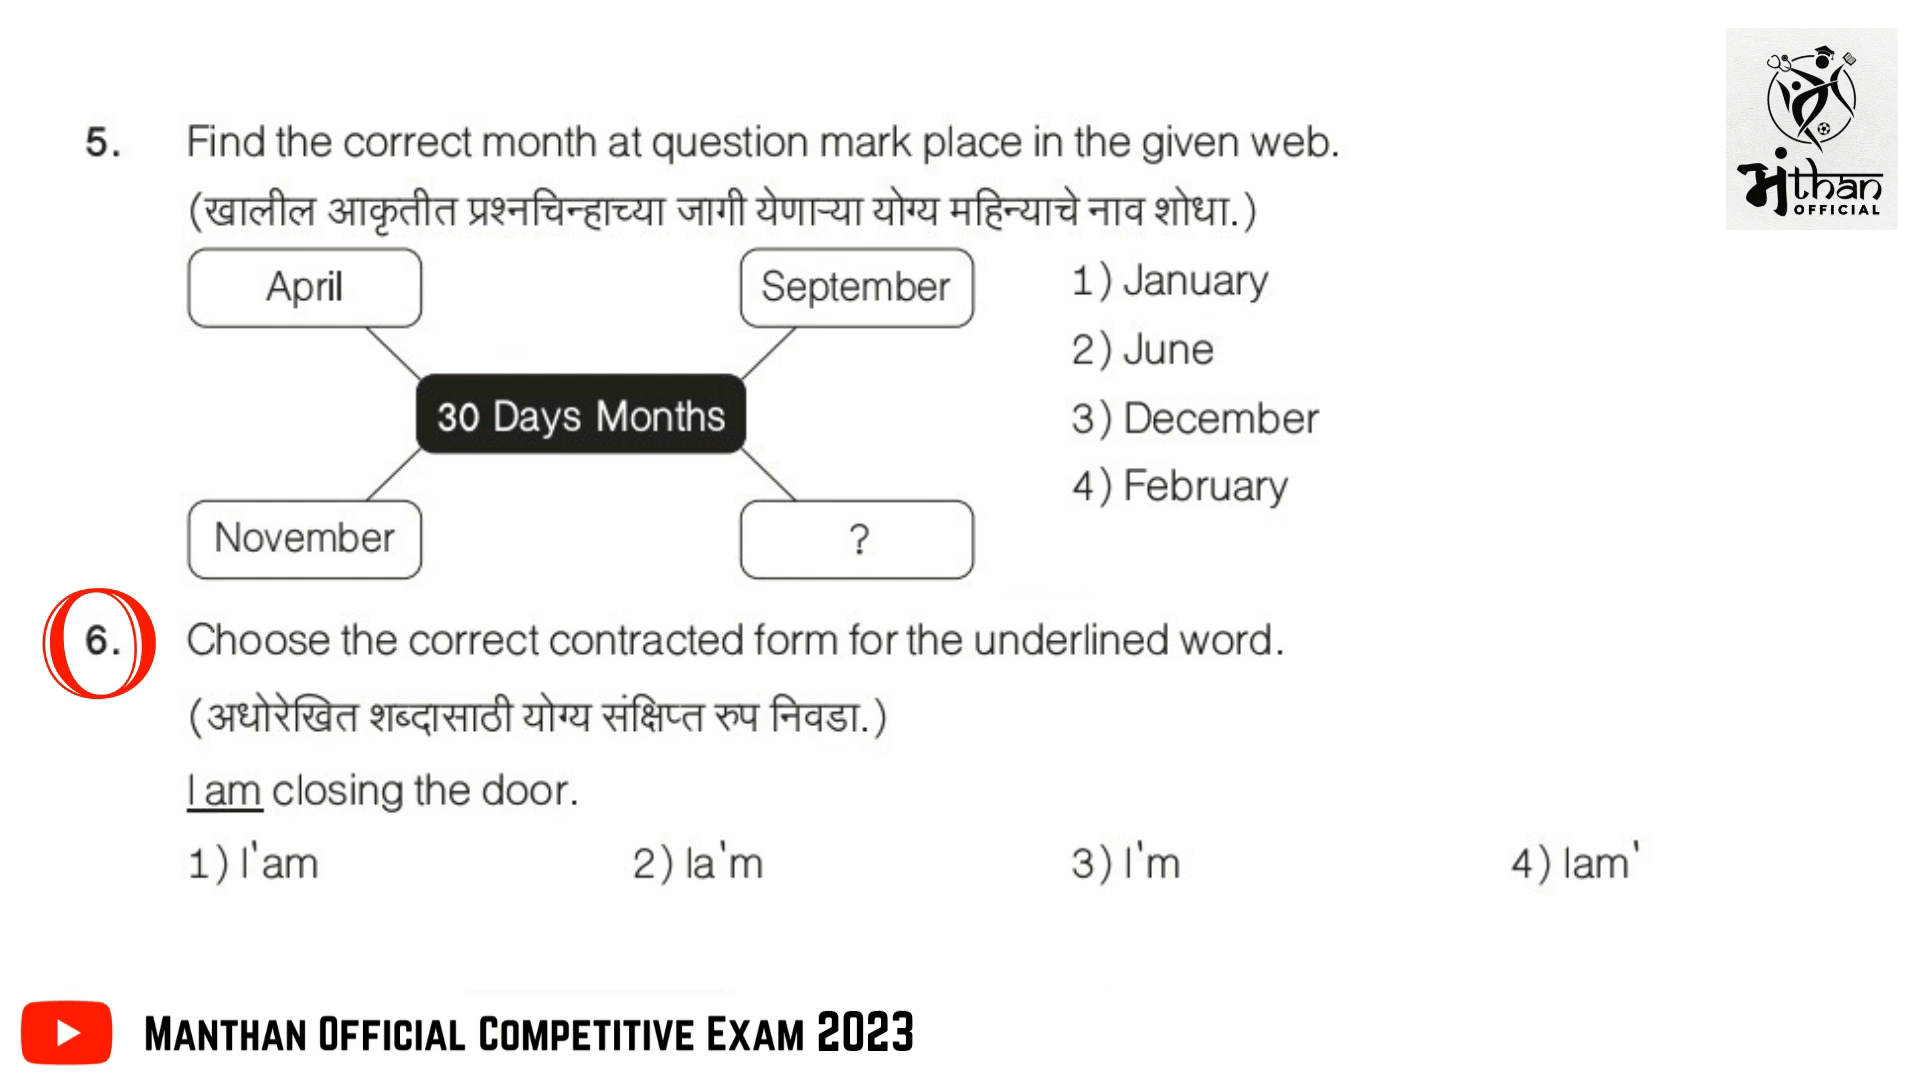 मंthan
OFFICIAL
5. Find the correct month at question mark place in the given web.
(खालील आकृतीत प्रश्नचिन्हाच्या जागी येणाऱ्या योग्य महिन्याचे नाव शोधा.)
April
September
30 Days Months
November
?
1) January
2) June
3) December
4) February
6. Choose the correct contracted form for the underlined word.
(अधोरेखित शब्दासाठी योग्य संक्षिप्त रुप निवडा.)
I am closing the door.
1) I'am 2) Ia'm 3) I'm 4) Iam'
MANTHAN OFFICIAL COMPETITIVE EXAM 2023